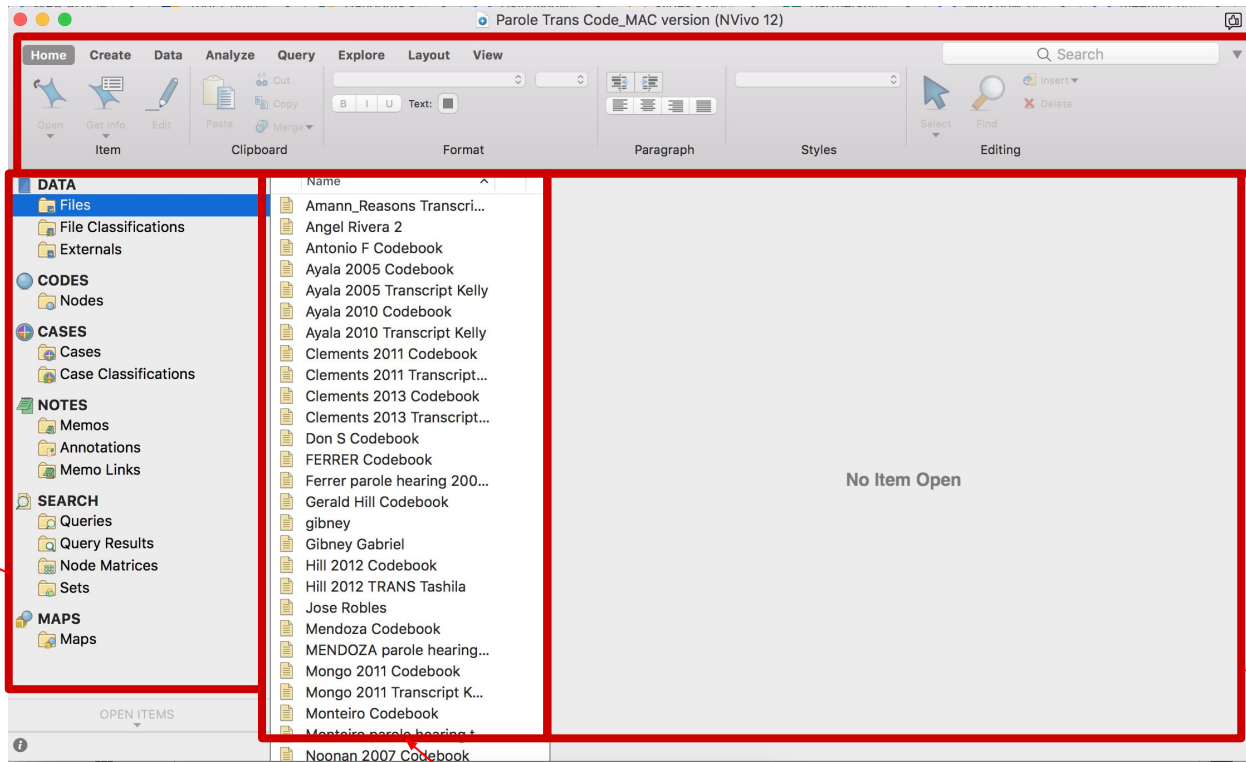 Parole Trans Code_MAC version (NVivo 12)
Home Create Data Analyze Query Explore Layout View Search
Cut
Copy
Merge
B I U Text:
Insert
Delete
Open Get Info Edit Paste Select Find
Item Clipboard Format Paragraph Styles Editing
DATA
Files
File Classifications
Externals
CODES
Nodes
CASES
Cases
Case Classifications
NOTES
Memos
Annotations
Memo Links
SEARCH
Queries
Query Results
Node Matrices
Sets
MAPS
Maps
OPEN ITEMS
Name
Amann_Reasons Transcri...
Angel Rivera 2
Antonio F Codebook
Ayala 2005 Codebook
Ayala 2005 Transcript Kelly
Ayala 2010 Codebook
Ayala 2010 Transcript Kelly
Clements 2011 Codebook
Clements 2011 Transcript...
Clements 2013 Codebook
Clements 2013 Transcript...
Don S Codebook
FERRER Codebook
Ferrer parole hearing 200...
Gerald Hill Codebook
gibney
Gibney Gabriel
Hill 2012 Codebook
Hill 2012 TRANS Tashila
Jose Robles
Mendoza Codebook
MENDOZA parole hearing...
Mongo 2011 Codebook
Mongo 2011 Transcript K...
Monteiro Codebook
Monteiro parole hearing t
Noonan 2007 Codebook
No Item Open